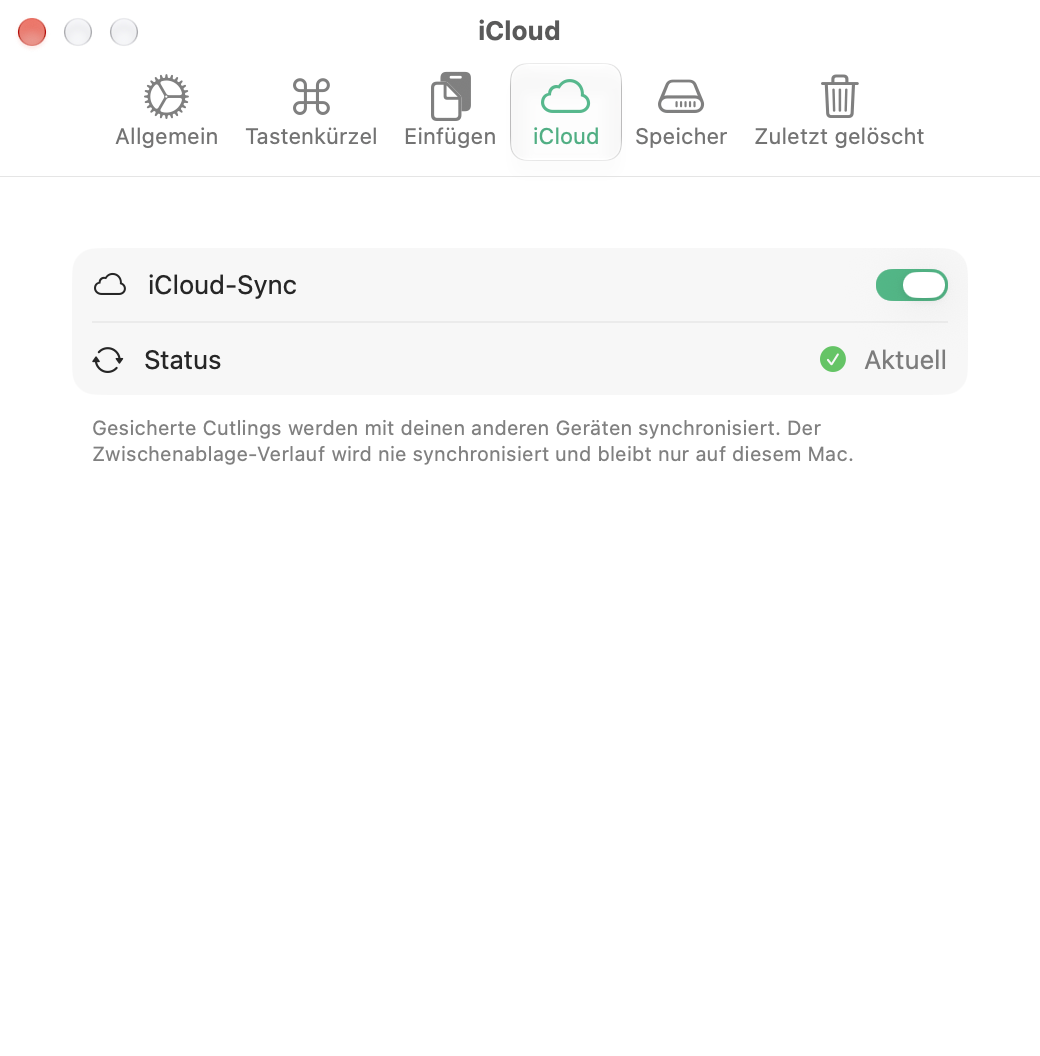 iCloud
Allgemein
Tastenkürzel
Einfügen
iCloud
Speicher
Zuletzt gelöscht
iCloud-Sync
Status
Aktuell
Gesicherte Cutlings werden mit deinen anderen Geräten synchronisiert. Der
Zwischenablage-Verlauf wird nie synchronisiert und bleibt nur auf diesem Mac.